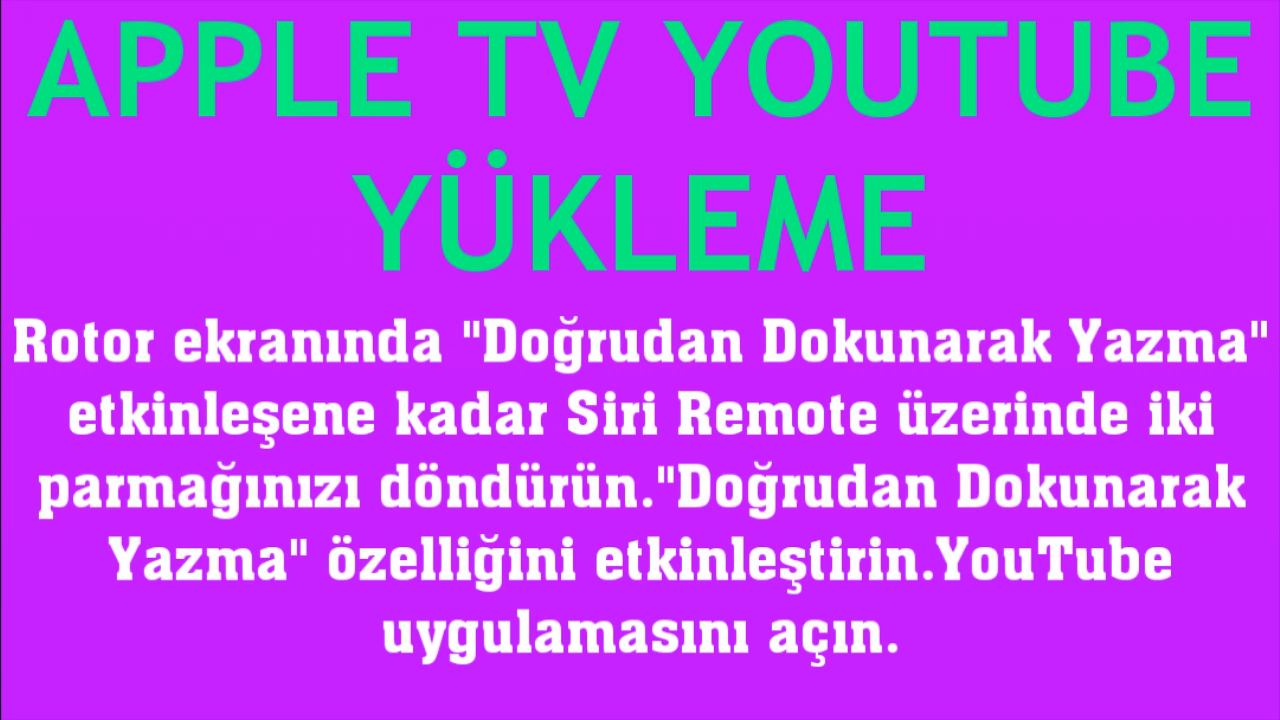 APPLE TV YOUTUBE
YÜKLEME
Rotor ekranında "Doğrudan Dokunarak Yazma"
etkinleşene kadar Siri Remote üzerinde iki
parmağınızı döndürün."Doğrudan Dokunarak
Yazma" özelliğini etkinleştirin.YouTube
uygulamasını açın.